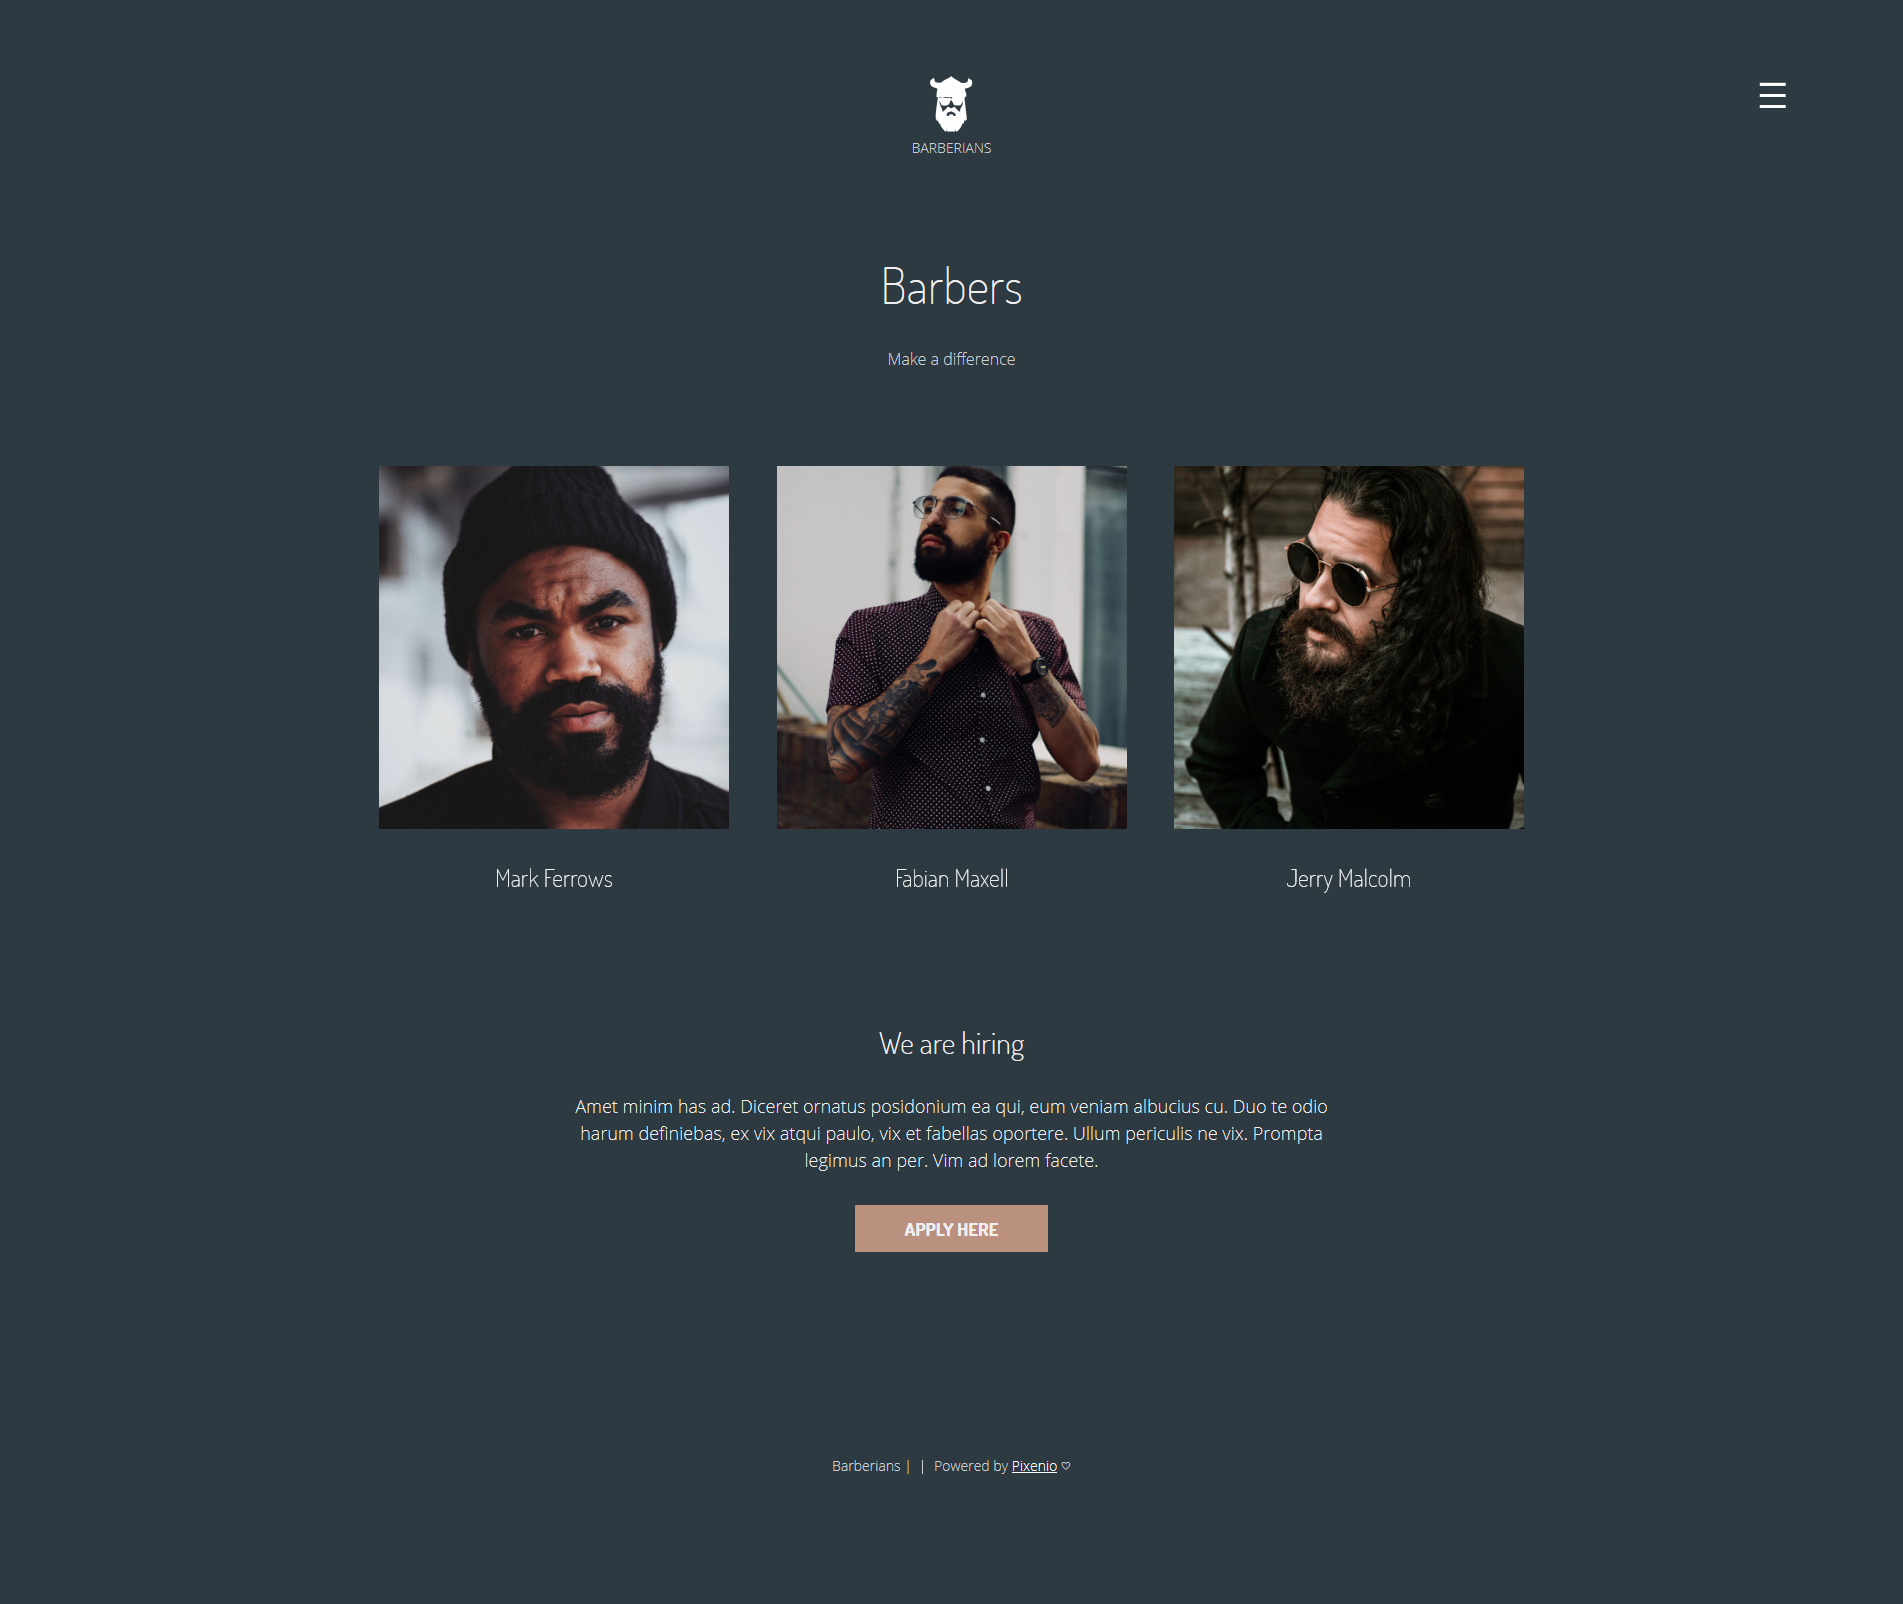 BARBERIANS
Barbers
Make a difference
Mark Ferrows
Fabian Maxell
Jerry Malcolm
We are hiring
Amet minim has ad. Diceret ornatus posidonium ea qui, eum veniam albucius cu. Duo te odio
harum definiebas, ex vix atqui paulo, vix et fabellas oportere. Ullum periculis ne vix. Prompta
legimus an per. Vim ad lorem facete.
APPLY HERE
Barberians | | Powered by Pixenio ♡